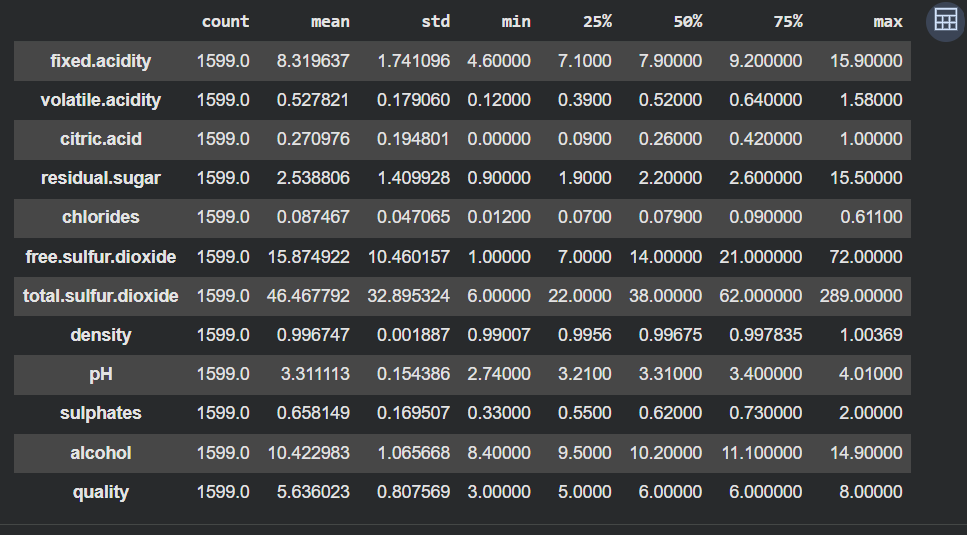 count mean std min 25% 50% 75% max
fixed.acidity 1599.0 8.319637 1.741096 4.60000 7.1000 7.90000 9.200000 15.90000
volatile.acidity 1599.0 0.527821 0.179060 0.12000 0.3900 0.52000 0.640000 1.58000
citric.acid 1599.0 0.270976 0.194801 0.00000 0.0900 0.26000 0.420000 1.00000
residual.sugar 1599.0 2.538806 1.409928 0.90000 1.9000 2.20000 2.600000 15.50000
chlorides 1599.0 0.087467 0.047065 0.01200 0.0700 0.07900 0.090000 0.61100
free.sulfur.dioxide 1599.0 15.874922 10.460157 1.00000 7.0000 14.00000 21.000000 72.00000
total.sulfur.dioxide 1599.0 46.467792 32.895324 6.00000 22.0000 38.00000 62.000000 289.00000
density 1599.0 0.996747 0.001887 0.99007 0.9956 0.99675 0.997835 1.00369
pH 1599.0 3.311113 0.154386 2.74000 3.2100 3.31000 3.400000 4.01000
sulphates 1599.0 0.658149 0.169507 0.33000 0.5500 0.62000 0.730000 2.00000
alcohol 1599.0 10.422983 1.065668 8.40000 9.5000 10.20000 11.100000 14.90000
quality 1599.0 5.636023 0.807569 3.00000 5.0000 6.00000 6.000000 8.00000